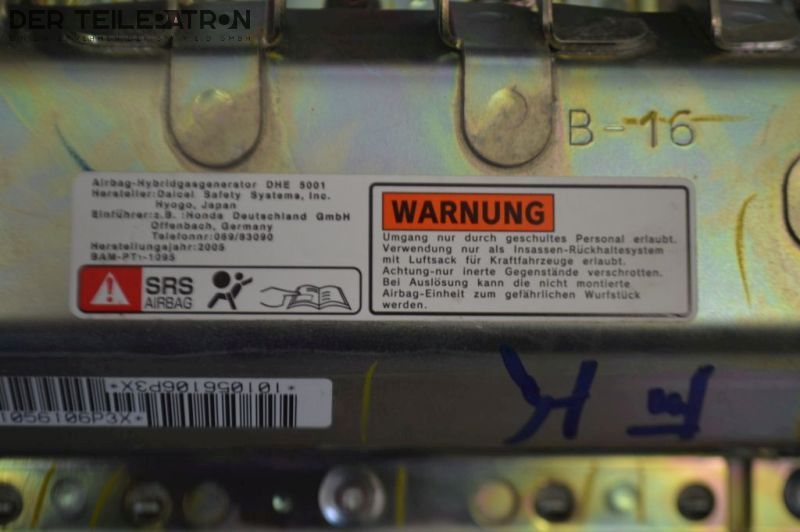 DER TEILEPATRON
B-16
Airbag-Hybridgasgenerator DHE 5001
Hersteller:Daicel Safety Systems, Inc.
Hyogo, Japan
Einführer:z.B.:Honda Deutschland GmbH
Offenbach, Germany
Telefonnr:069/83090
Herstellungsjahr:2005
BAM-PT1-1095
SRS
AIRBAG
WARNUNG
Umgang nur durch geschultes Personal erlaubt.
Verwendung nur als Insassen-Rückhaltesystem
mit Luftsack für Kraftfahrzeuge erlaubt.
Achtung-nur inerte Gegenstände verschrotten.
Bei Auslösung kann die nicht montierte
Airbag-Einheit zum gefährlichen Wurfstück
werden.
*101056106P3X*
1056106P3X*